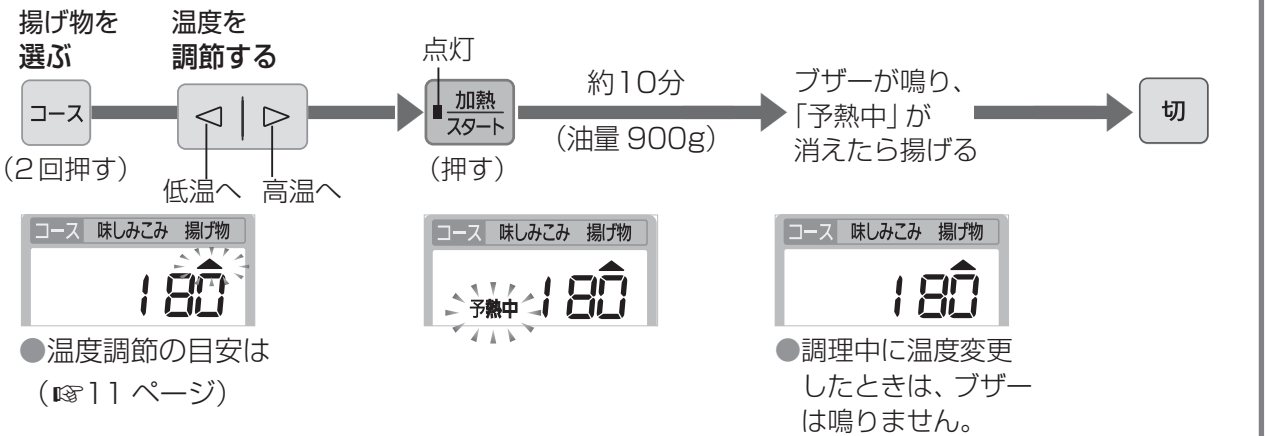 揚げ物を
選ぶ
コース
(2回押す)
温度を
調節する
◁ | ▷
低温へ 高温へ
点灯
加熱
スタート
(押す)
約10分
(油量 900g)
ブザーが鳴り、
「予熱中」が
消えたら揚げる
切
コース 味しみこみ 揚げ物
180
●温度調節の目安は
(☞11 ページ)
コース 味しみこみ 揚げ物
予熱中 180
コース 味しみこみ 揚げ物
180
●調理中に温度変更
したときは、ブザー
は鳴りません。